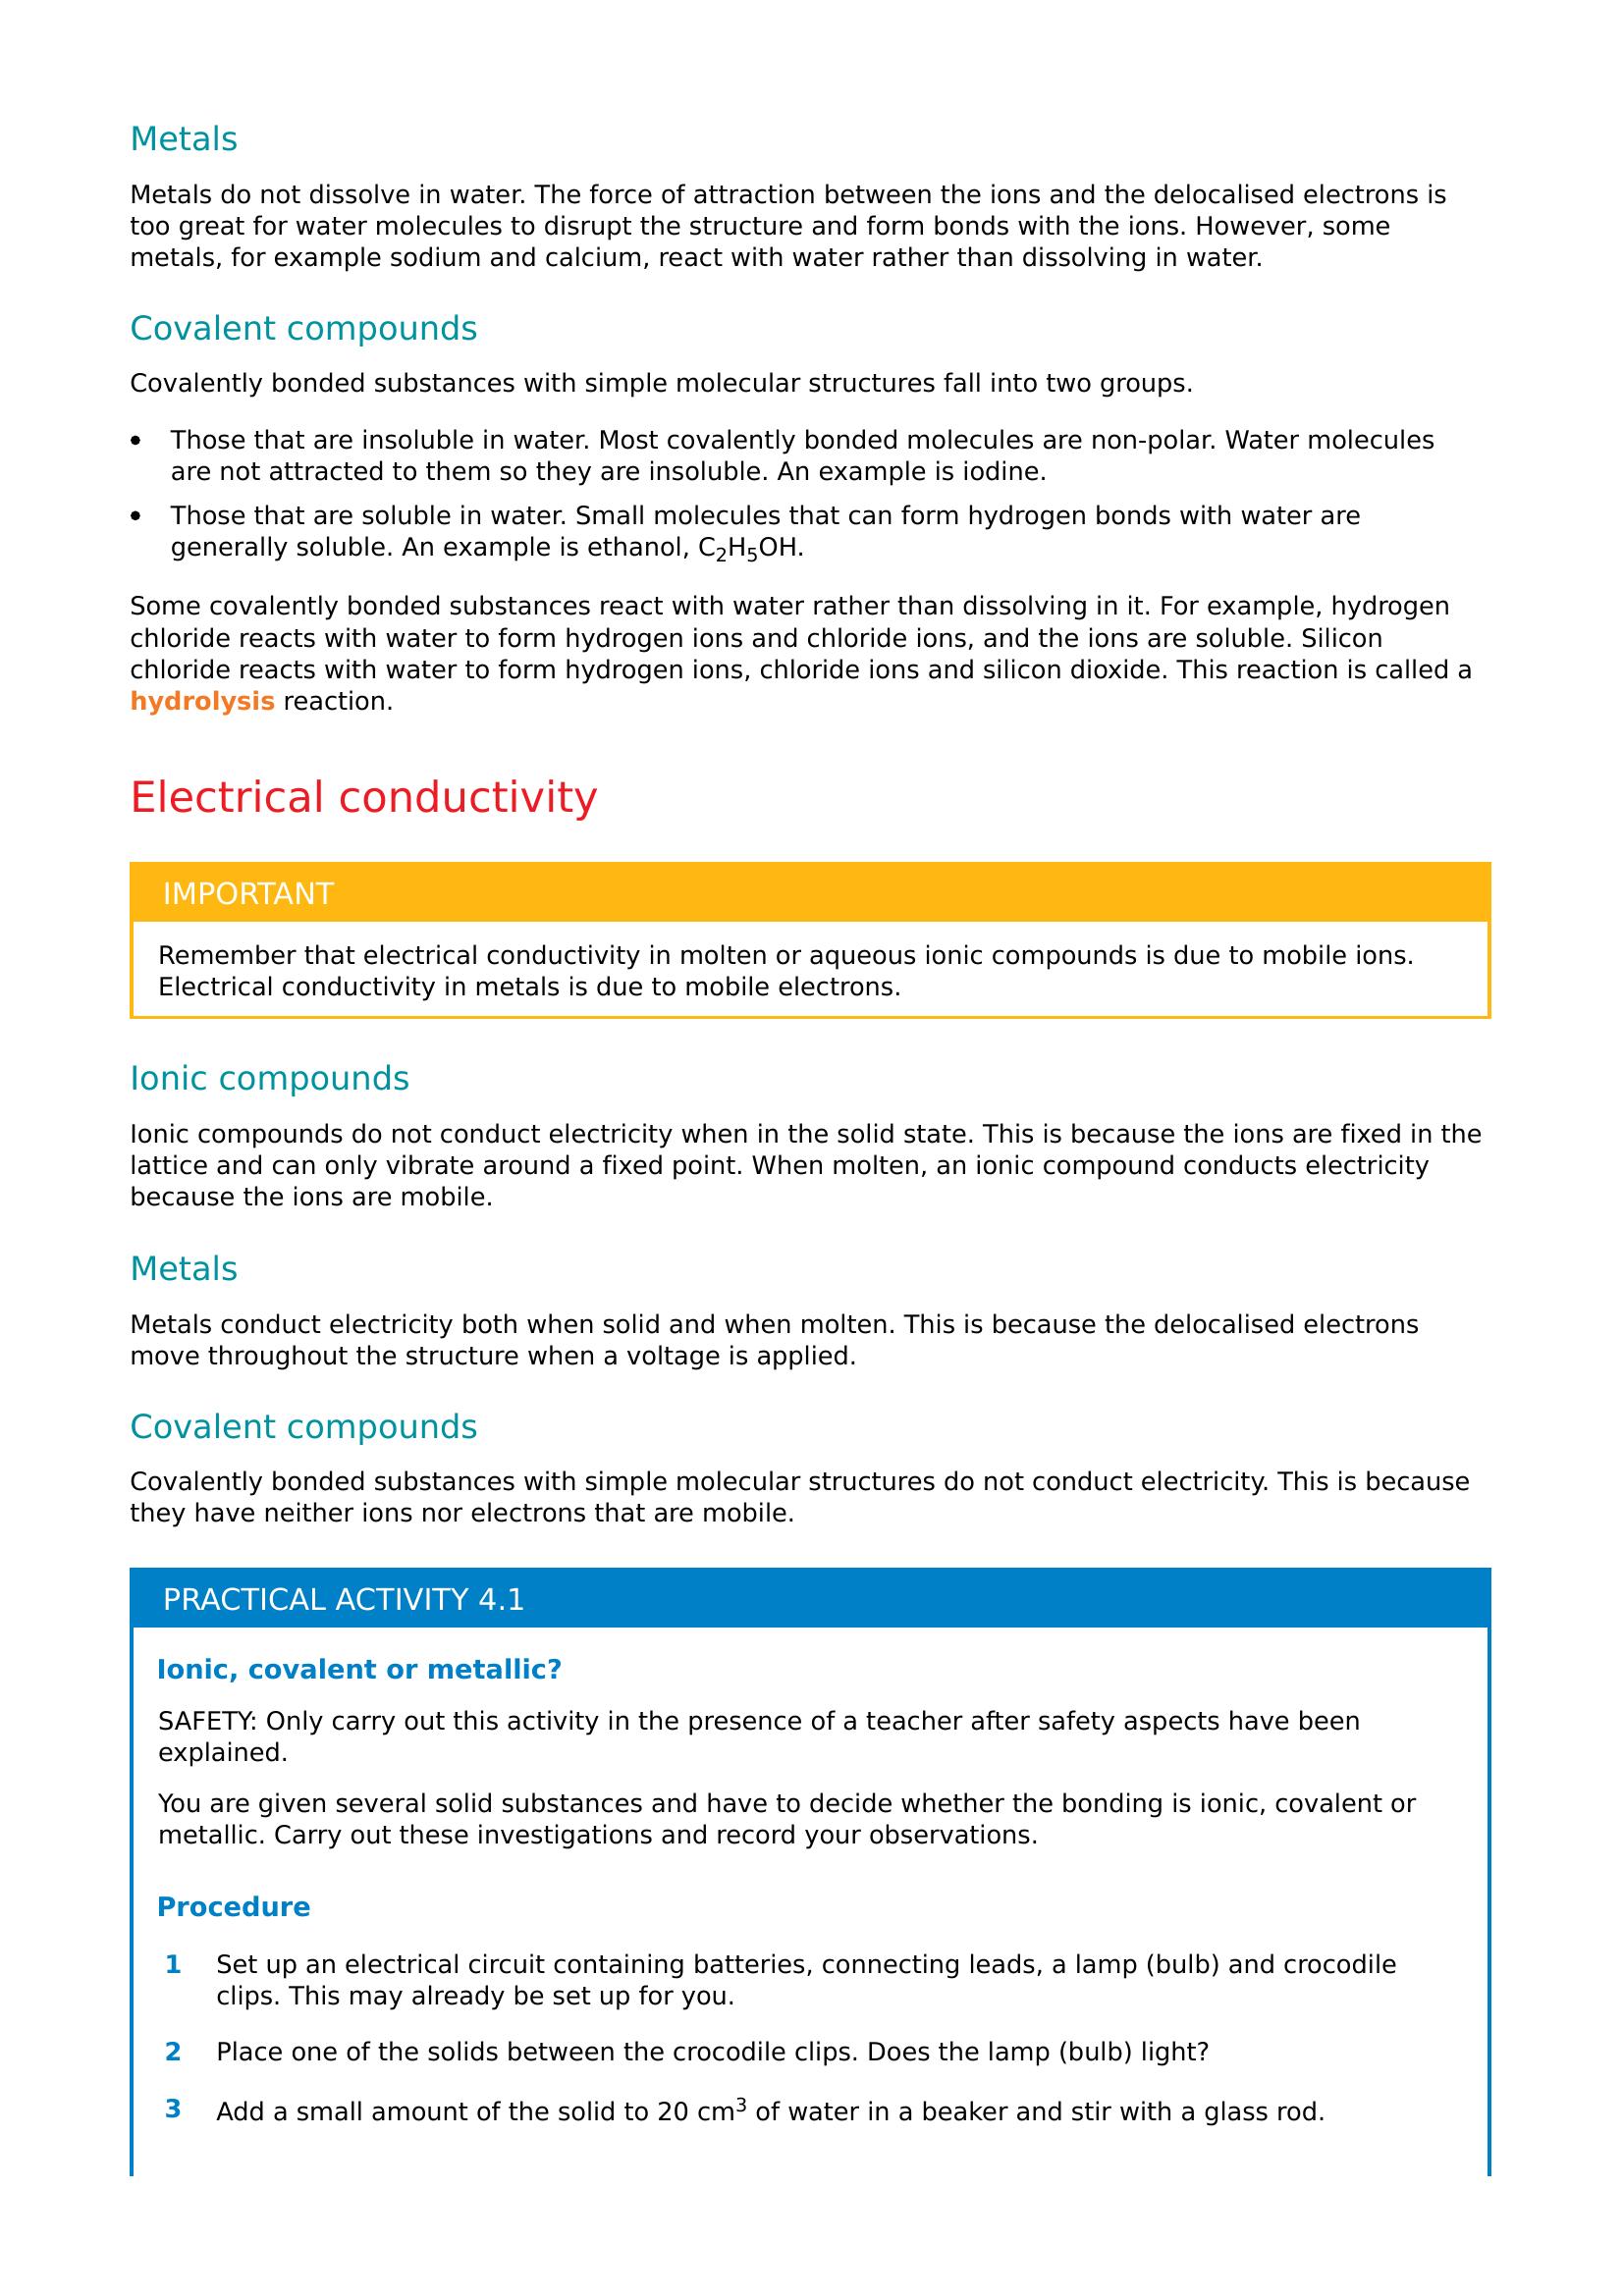 Metals
Metals do not dissolve in water. The force of attraction between the ions and the delocalised electrons is
too great for water molecules to disrupt the structure and form bonds with the ions. However, some
metals, for example sodium and calcium, react with water rather than dissolving in water.
Covalent compounds
Covalently bonded substances with simple molecular structures fall into two groups.
• Those that are insoluble in water. Most covalently bonded molecules are non-polar. Water molecules
are not attracted to them so they are insoluble. An example is iodine.
• Those that are soluble in water. Small molecules that can form hydrogen bonds with water are
generally soluble. An example is ethanol, C₂H₅OH.
Some covalently bonded substances react with water rather than dissolving in it. For example, hydrogen
chloride reacts with water to form hydrogen ions and chloride ions, and the ions are soluble. Silicon
chloride reacts with water to form hydrogen ions, chloride ions and silicon dioxide. This reaction is called a
hydrolysis reaction.
Electrical conductivity
IMPORTANT
Remember that electrical conductivity in molten or aqueous ionic compounds is due to mobile ions.
Electrical conductivity in metals is due to mobile electrons.
Ionic compounds
Ionic compounds do not conduct electricity when in the solid state. This is because the ions are fixed in the
lattice and can only vibrate around a fixed point. When molten, an ionic compound conducts electricity
because the ions are mobile.
Metals
Metals conduct electricity both when solid and when molten. This is because the delocalised electrons
move throughout the structure when a voltage is applied.
Covalent compounds
Covalently bonded substances with simple molecular structures do not conduct electricity. This is because
they have neither ions nor electrons that are mobile.
PRACTICAL ACTIVITY 4.1
Ionic, covalent or metallic?
SAFETY: Only carry out this activity in the presence of a teacher after safety aspects have been
explained.
You are given several solid substances and have to decide whether the bonding is ionic, covalent or
metallic. Carry out these investigations and record your observations.
Procedure
1 Set up an electrical circuit containing batteries, connecting leads, a lamp (bulb) and crocodile
clips. This may already be set up for you.
2 Place one of the solids between the crocodile clips. Does the lamp (bulb) light?
3 Add a small amount of the solid to 20 cm³ of water in a beaker and stir with a glass rod.